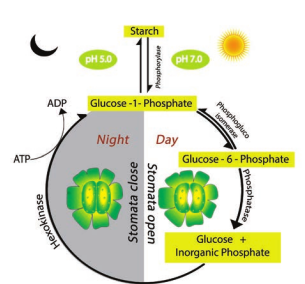 Starch
pH 5.0
Phosphorylase
pH 7.0
ADP
Glucose -1- Phosphate
Phosphogluco
isomerase
Night
Day
ATP
Glucose - 6 - Phosphate
Hexokinase
Stomata close
Stomata open
Phosphatase
Glucose +
Inorganic Phosphate